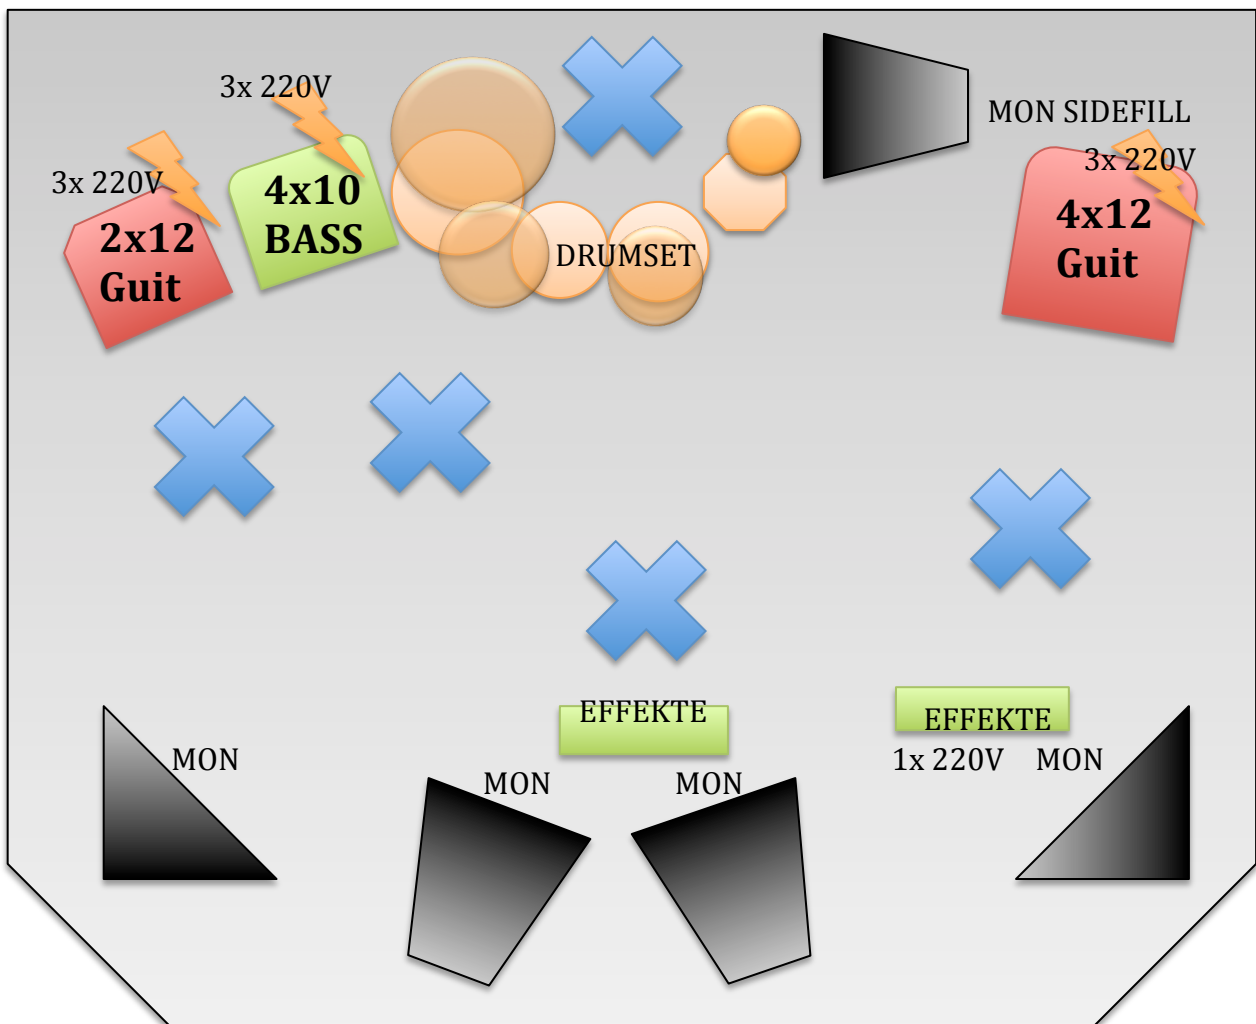 3x 220V
MON SIDEFILL
3x 220V
3x 220V
4x10
BASS
2x12
Guit
4x12
Guit
DRUMSET
EFFEKTE
EFFEKTE
MON
1x 220V
MON
MON
MON